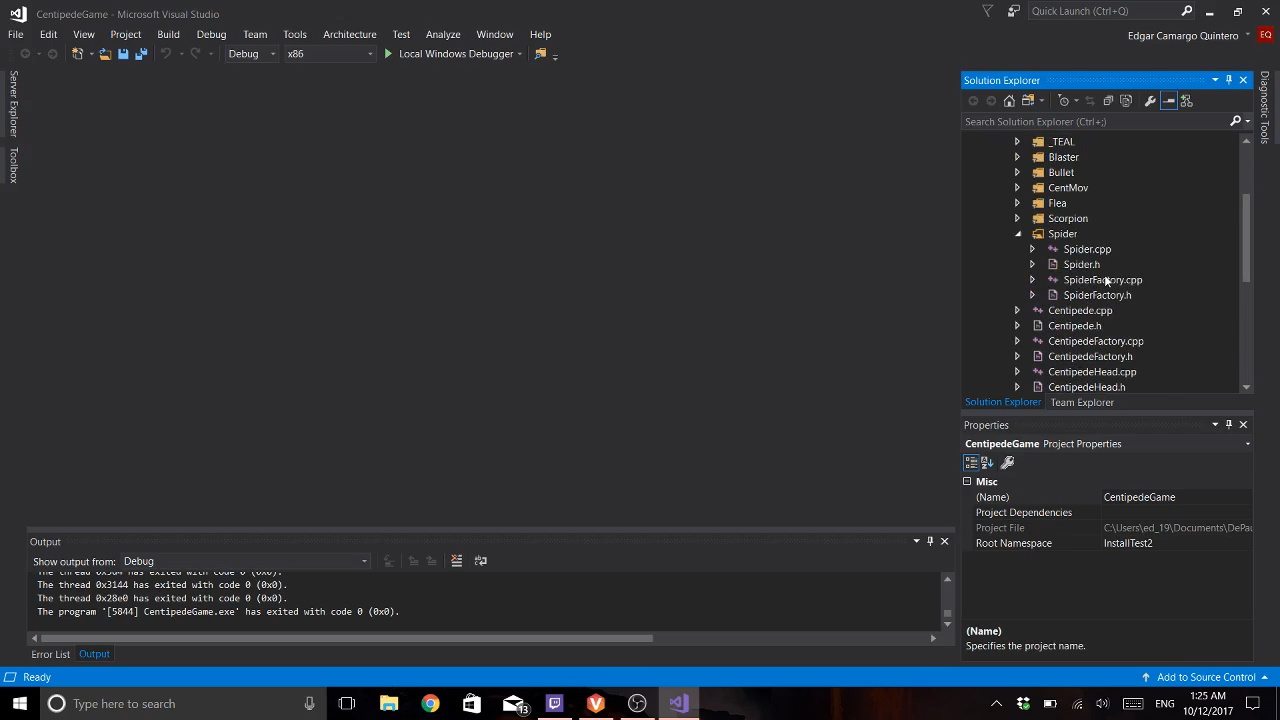 CentipedeGame - Microsoft Visual Studio
Quick Launch (Ctrl+Q)
File Edit View Project Build Debug Team Tools Architecture Test Analyze Window Help
Edgar Camargo Quintero EQ
Debug x86 Local Windows Debugger
Server Explorer
Toolbox
Solution Explorer
Search Solution Explorer (Ctrl+;)
_TEAL
Blaster
Bullet
CentMov
Flea
Scorpion
Spider
Spider.cpp
Spider.h
SpiderFactory.cpp
SpiderFactory.h
Centipede.cpp
Centipede.h
CentipedeFactory.cpp
CentipedeFactory.h
CentipedeHead.cpp
CentipedeHead.h
Solution Explorer Team Explorer
Diagnostic Tools
Properties
CentipedeGame Project Properties
Misc
(Name) CentipedeGame
Project Dependencies
Project File C:\Users\ed_19\Documents\DePau
Root Namespace InstallTest2
(Name)
Specifies the project name.
Output
Show output from: Debug
The thread 0x3144 has exited with code 0 (0x0).
The thread 0x28e0 has exited with code 0 (0x0).
The program '[5844] CentipedeGame.exe' has exited with code 0 (0x0).
Error List Output
Ready
Add to Source Control
Type here to search
13
ENG
1:25 AM
10/12/2017